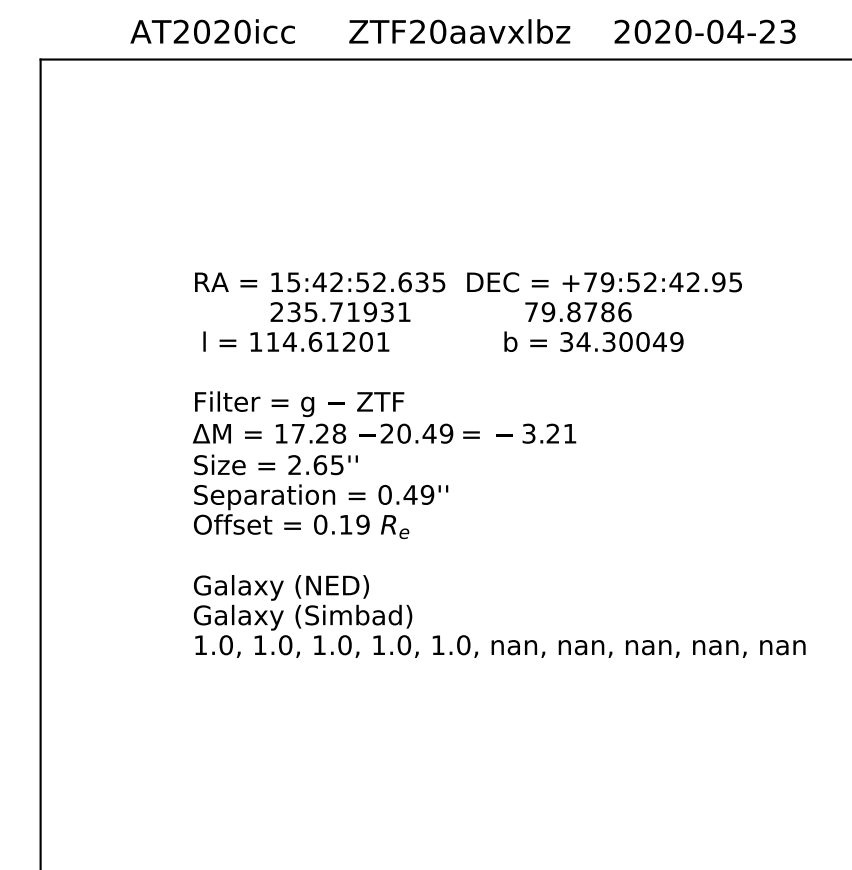 AT2020icc ZTF20aavxlbz 2020-04-23
RA = 15:42:52.635 DEC = +79:52:42.95
235.71931 79.8786
l = 114.61201 b = 34.30049
Filter = g − ZTF
ΔM = 17.28 −20.49 = − 3.21
Size = 2.65''
Separation = 0.49''
Offset = 0.19 Rₑ
Galaxy (NED)
Galaxy (Simbad)
1.0, 1.0, 1.0, 1.0, 1.0, nan, nan, nan, nan, nan